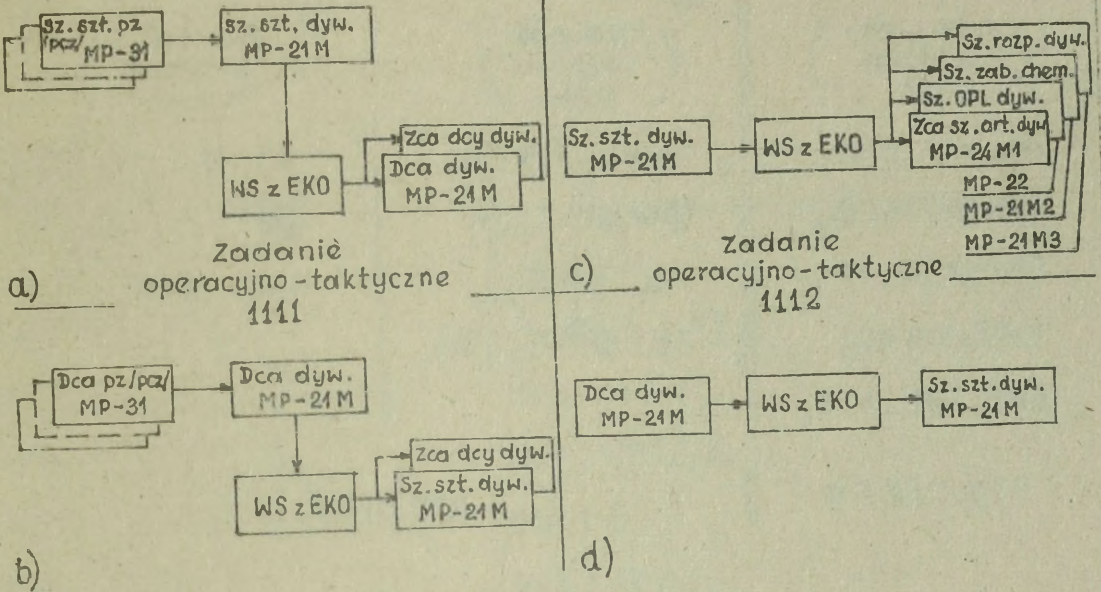 Sz. szt. pz
/pcz/ MP-31
Sz. szt. dyw.
MP-21M
WS z EKO
Zca dcy dyw.
Dca dyw.
MP-21M
a)
Zadanie
operacyjno-taktyczne
1111
Dca pz/pcz/
MP-31
Dca dyw.
MP-21M
WS z EKO
Zca dcy dyw.
Sz. szt. dyw.
MP-21M
b)
Sz. szt. dyw.
MP-21M
WS z EKO
Sz. rozp. dyw.
Sz. zab. chem.
Sz. OPL dyw.
Zca sz. art. dyw
MP-24M1
MP-22
MP-21M2
MP-21M3
c)
Zadanie
operacyjno-taktyczne
1112
Dca dyw.
MP-21M
WS z EKO
Sz. szt. dyw.
MP-21M
d)